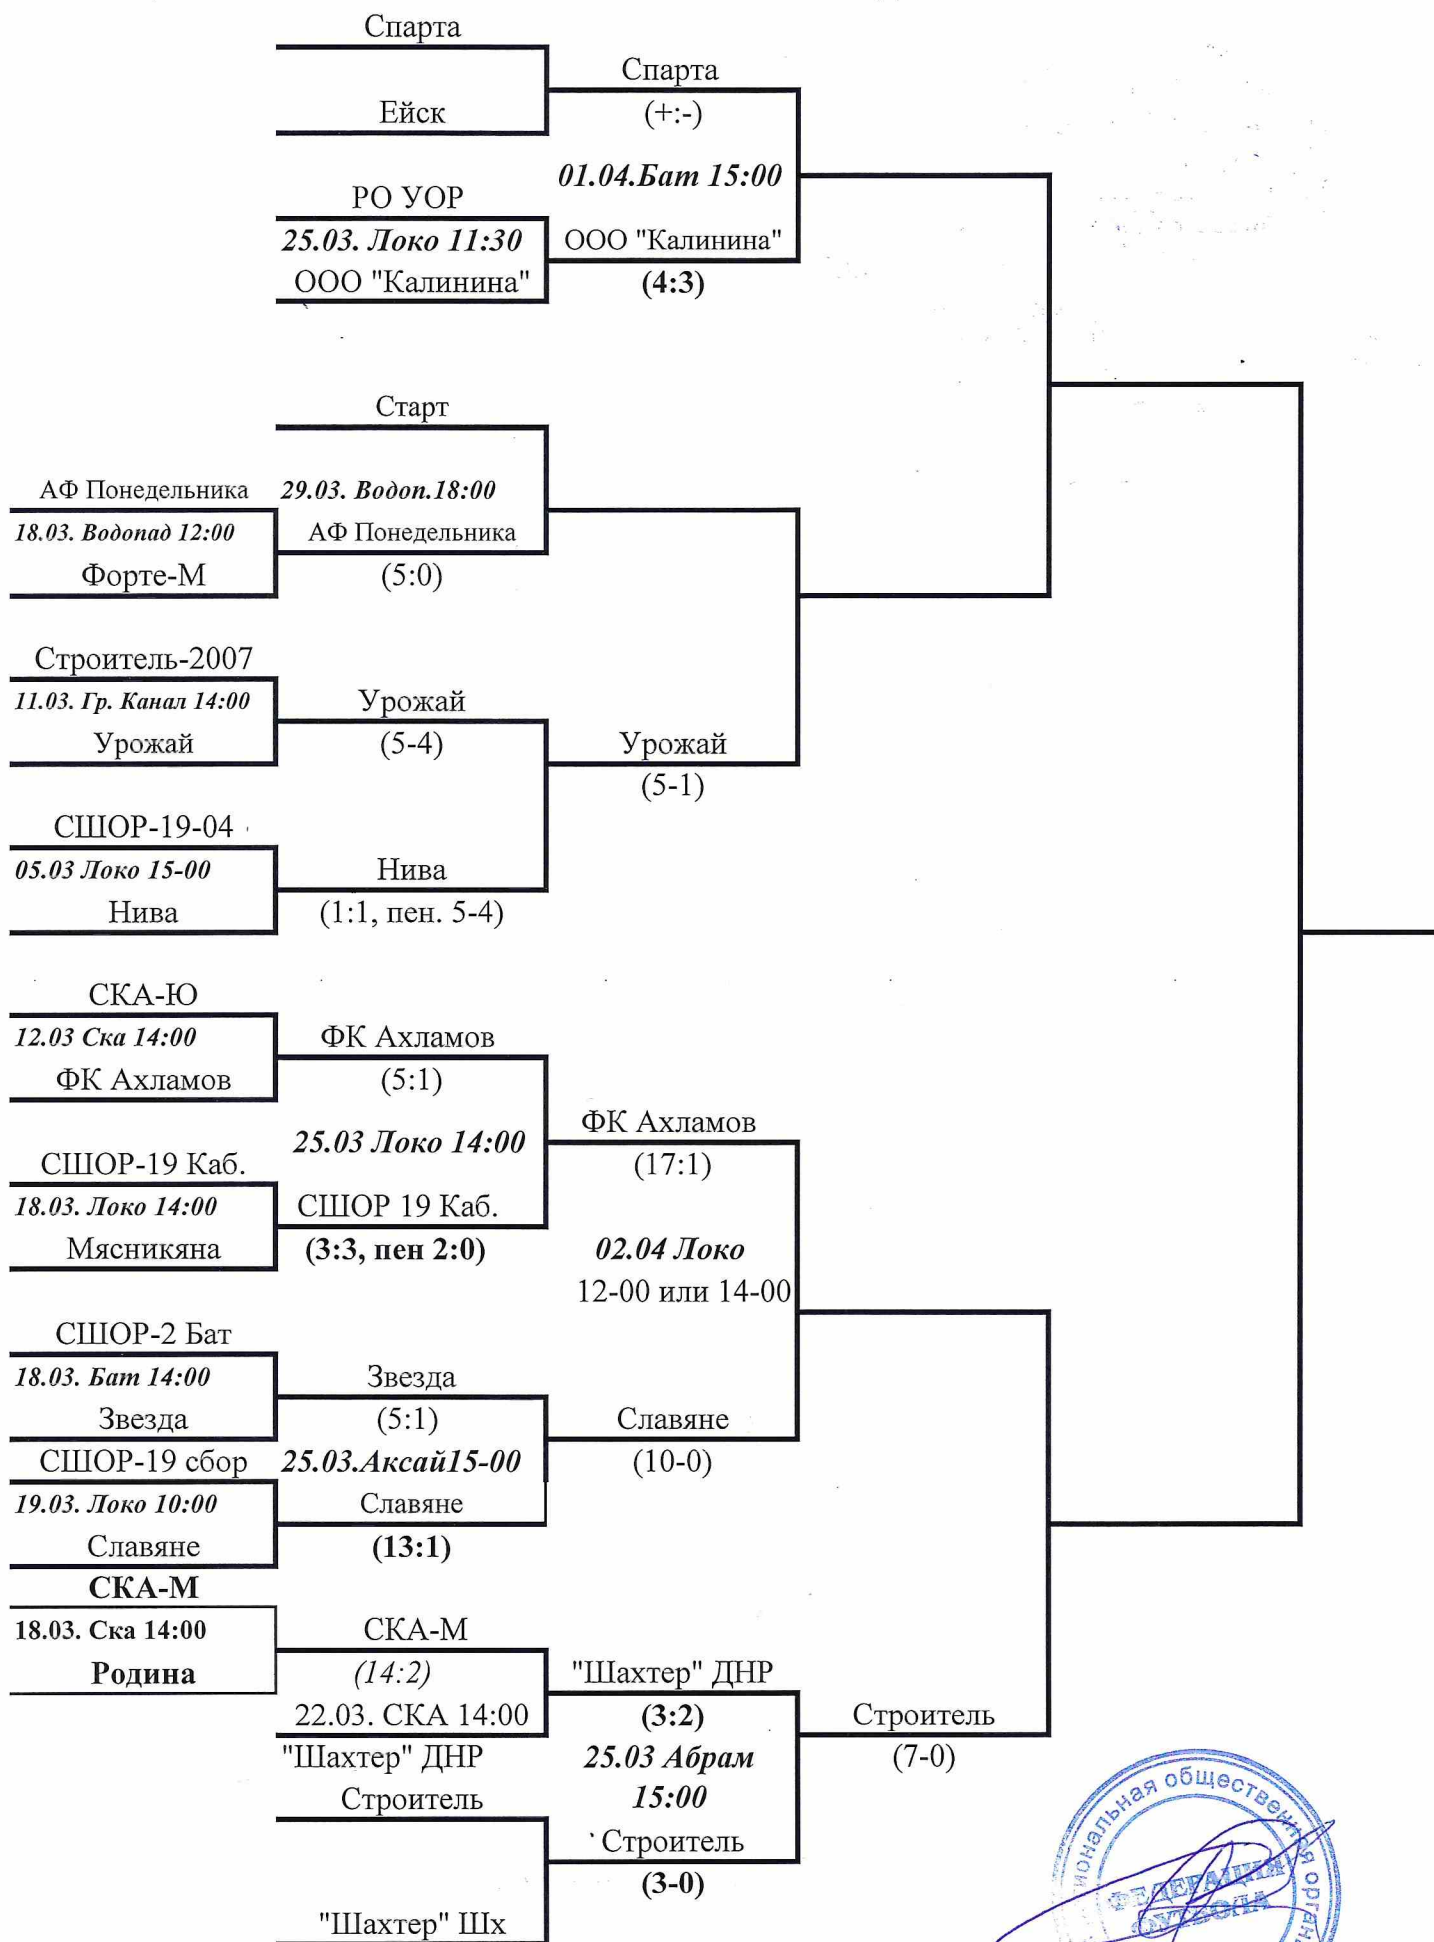 Спарта
Спарта
Ейск
(+:-)
01.04.Бат 15:00
РО УОР
25.03. Локо 11:30
ООО "Калинина"
ООО "Калинина"
(4:3)
Старт
АФ Понедельника
29.03. Водоп.18:00
18.03. Водопад 12:00
АФ Понедельника
Форте-М
(5:0)
Строитель-2007
11.03. Гр. Канал 14:00
Урожай
Урожай
(5-4)
Урожай
(5-1)
СШОР-19-04
05.03 Локо 15-00
Нива
Нива
(1:1, пен. 5-4)
СКА-Ю
12.03 Ска 14:00
ФК Ахламов
ФК Ахламов
(5:1)
25.03 Локо 14:00
ФК Ахламов
(17:1)
СШОР-19 Каб.
18.03. Локо 14:00
СШОР 19 Каб.
Мясникяна
(3:3, пен 2:0)
02.04 Локо
12-00 или 14-00
СШОР-2 Бат
18.03. Бат 14:00
Звезда
Звезда
(5:1)
Славяне
СШОР-19 сбор
25.03.Аксай15-00
(10-0)
19.03. Локо 10:00
Славяне
Славяне
(13:1)
СКА-М
18.03. Ска 14:00
СКА-М
Родина
(14:2)
"Шахтер" ДНР
22.03. СКА 14:00
(3:2)
Строитель
"Шахтер" ДНР
25.03 Абрам
(7-0)
Строитель
15:00
Строитель
(3-0)
"Шахтер" Шх
ФЕДЕРАЦИЯ
ФУТБОЛА